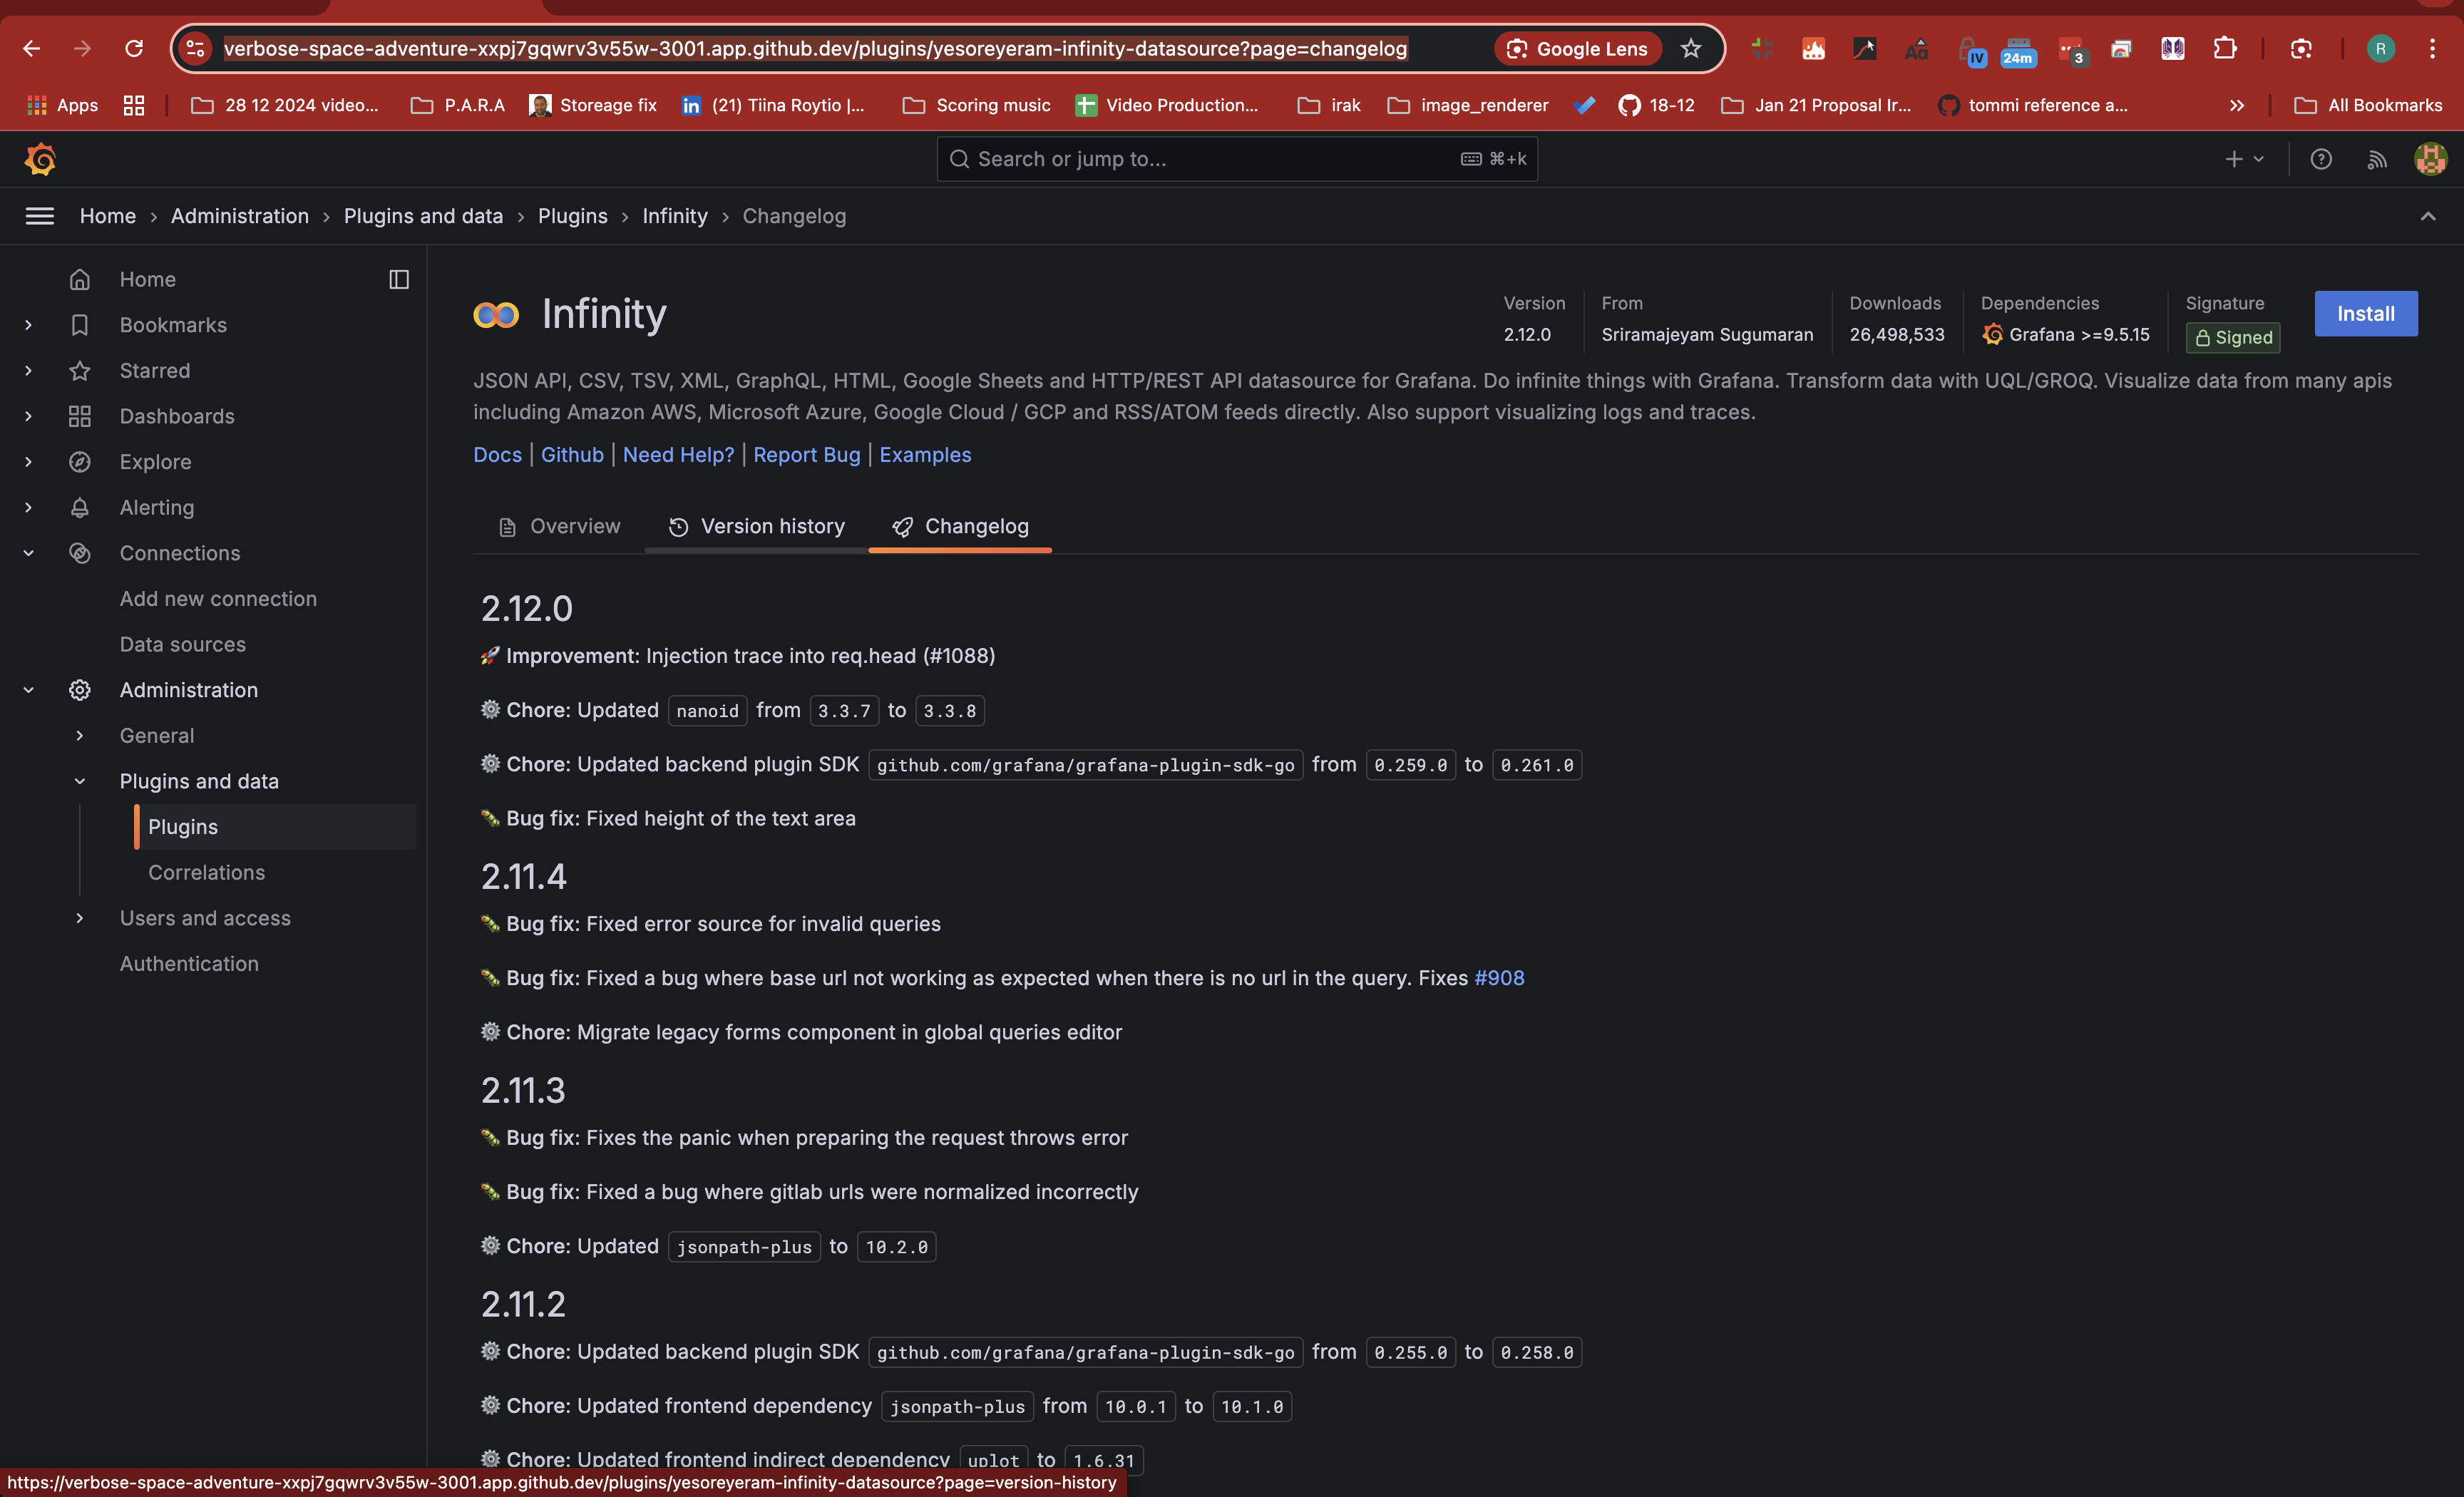 verbose-space-adventure-xxpj7gqwrv3v55w-3001.app.github.dev/plugins/yesoreyeram-infinity-datasource?page=changelog
Google Lens
IV
24m
3
R
Apps
28 12 2024 video...
P.A.R.A
Storeage fix
(21) Tiina Roytio |...
Scoring music
Video Production...
irak
image_renderer
18-12
Jan 21 Proposal Ir...
tommi reference a...
All Bookmarks
Search or jump to...
⌘+k
Home › Administration › Plugins and data › Plugins › Infinity › Changelog
Home
Bookmarks
Starred
Dashboards
Explore
Alerting
Connections
Add new connection
Data sources
Administration
General
Plugins and data
Plugins
Correlations
Users and access
Authentication
Infinity
Version
2.12.0
From
Sriramajeyam Sugumaran
Downloads
26,498,533
Dependencies
Grafana >=9.5.15
Signature
Signed
Install
JSON API, CSV, TSV, XML, GraphQL, HTML, Google Sheets and HTTP/REST API datasource for Grafana. Do infinite things with Grafana. Transform data with UQL/GROQ. Visualize data from many apis
including Amazon AWS, Microsoft Azure, Google Cloud / GCP and RSS/ATOM feeds directly. Also support visualizing logs and traces.
Docs | Github | Need Help? | Report Bug | Examples
Overview
Version history
Changelog
2.12.0
🚀 Improvement: Injection trace into req.head (#1088)
⚙️ Chore: Updated nanoid from 3.3.7 to 3.3.8
⚙️ Chore: Updated backend plugin SDK github.com/grafana/grafana-plugin-sdk-go from 0.259.0 to 0.261.0
🐛 Bug fix: Fixed height of the text area
2.11.4
🐛 Bug fix: Fixed error source for invalid queries
🐛 Bug fix: Fixed a bug where base url not working as expected when there is no url in the query. Fixes #908
⚙️ Chore: Migrate legacy forms component in global queries editor
2.11.3
🐛 Bug fix: Fixes the panic when preparing the request throws error
🐛 Bug fix: Fixed a bug where gitlab urls were normalized incorrectly
⚙️ Chore: Updated jsonpath-plus to 10.2.0
2.11.2
⚙️ Chore: Updated backend plugin SDK github.com/grafana/grafana-plugin-sdk-go from 0.255.0 to 0.258.0
⚙️ Chore: Updated frontend dependency jsonpath-plus from 10.0.1 to 10.1.0
⚙️ Chore: Updated frontend indirect dependency uplot to 1.6.31
https://verbose-space-adventure-xxpj7gqwrv3v55w-3001.app.github.dev/plugins/yesoreyeram-infinity-datasource?page=version-history